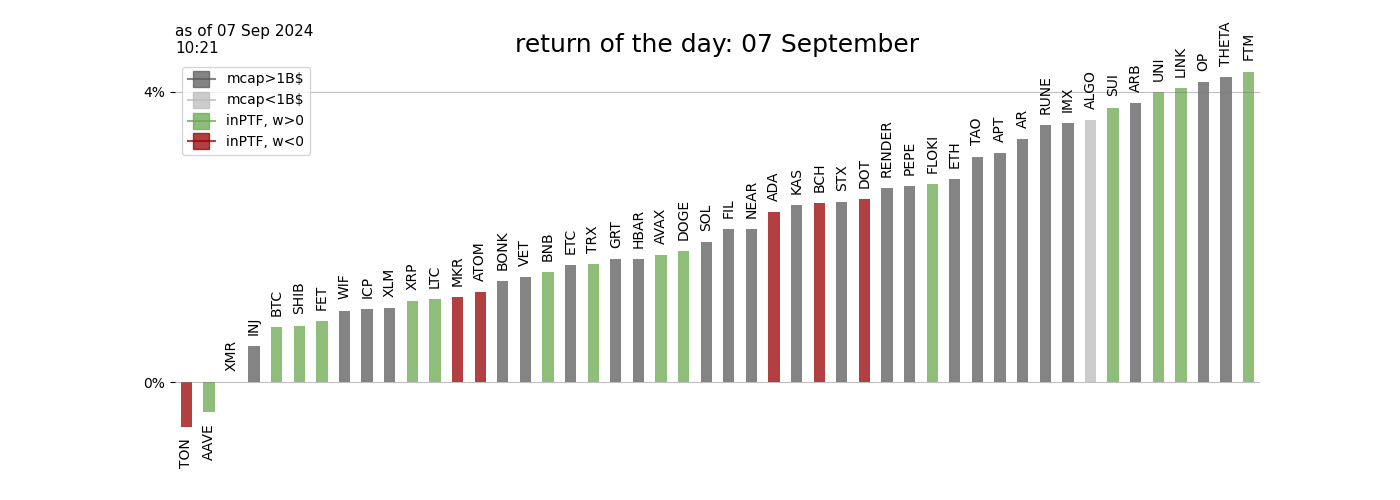 as of 07 Sep 2024
10:21
return of the day: 07 September
mcap>1B$
mcap<1B$
inPTF, w>0
inPTF, w<0
4%
0%
TON
AAVE
XMR
INJ
BTC
SHIB
FET
WIF
ICP
XLM
XRP
LTC
MKR
ATOM
BONK
VET
BNB
ETC
TRX
GRT
HBAR
AVAX
DOGE
SOL
FIL
NEAR
ADA
KAS
BCH
STX
DOT
RENDER
PEPE
FLOKI
ETH
TAO
APT
AR
RUNE
IMX
ALGO
SUI
ARB
UNI
LINK
OP
THETA
FTM